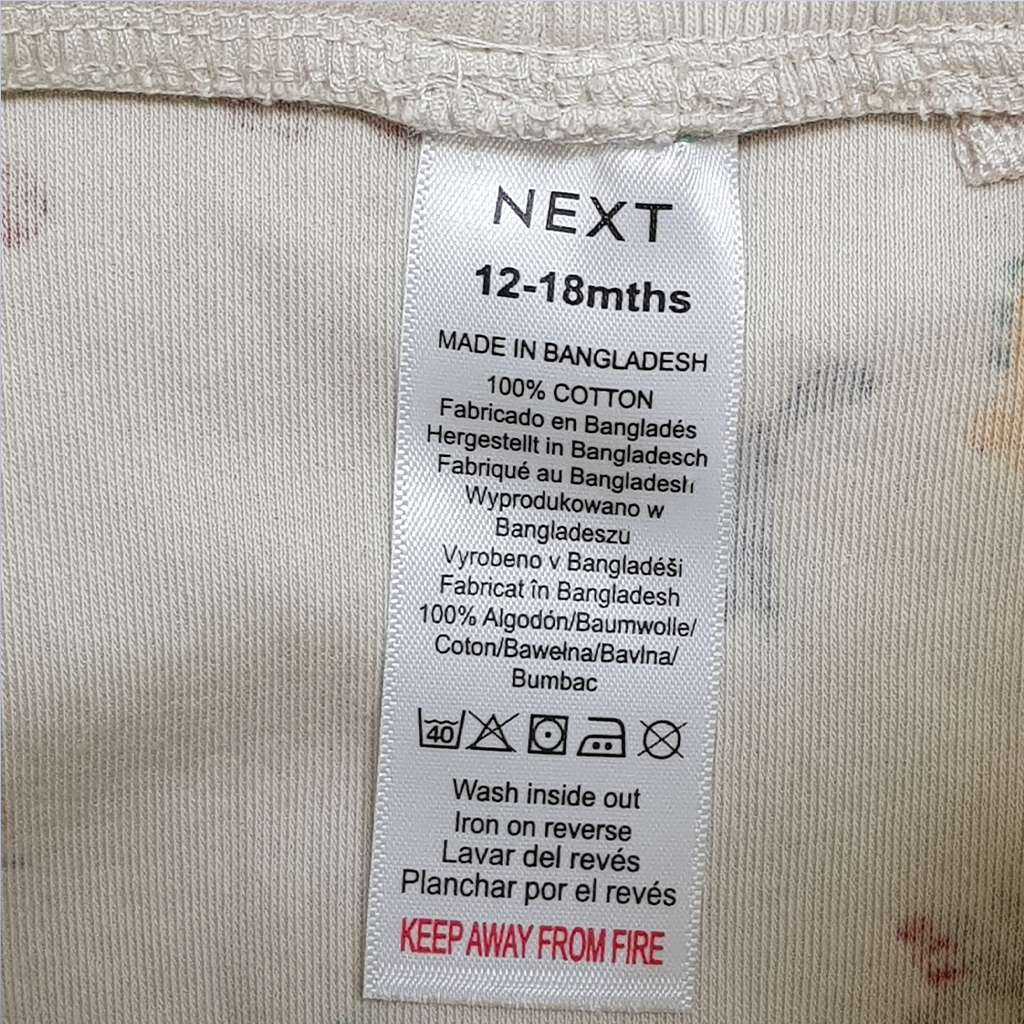 NEXT
12-18mths
MADE IN BANGLADESH
100% COTTON
Fabricado en Bangladés
Hergestellt in Bangladesch
Fabriqué au Bangladesh
Wyprodukowano w
Bangladeszu
Vyrobeno v Bangladéši
Fabricat în Bangladesh
100% Algodón/Baumwolle/
Coton/Bawełna/Bavlna/
Bumbac
40
Wash inside out
Iron on reverse
Lavar del revés
Planchar por el revés
KEEP AWAY FROM FIRE